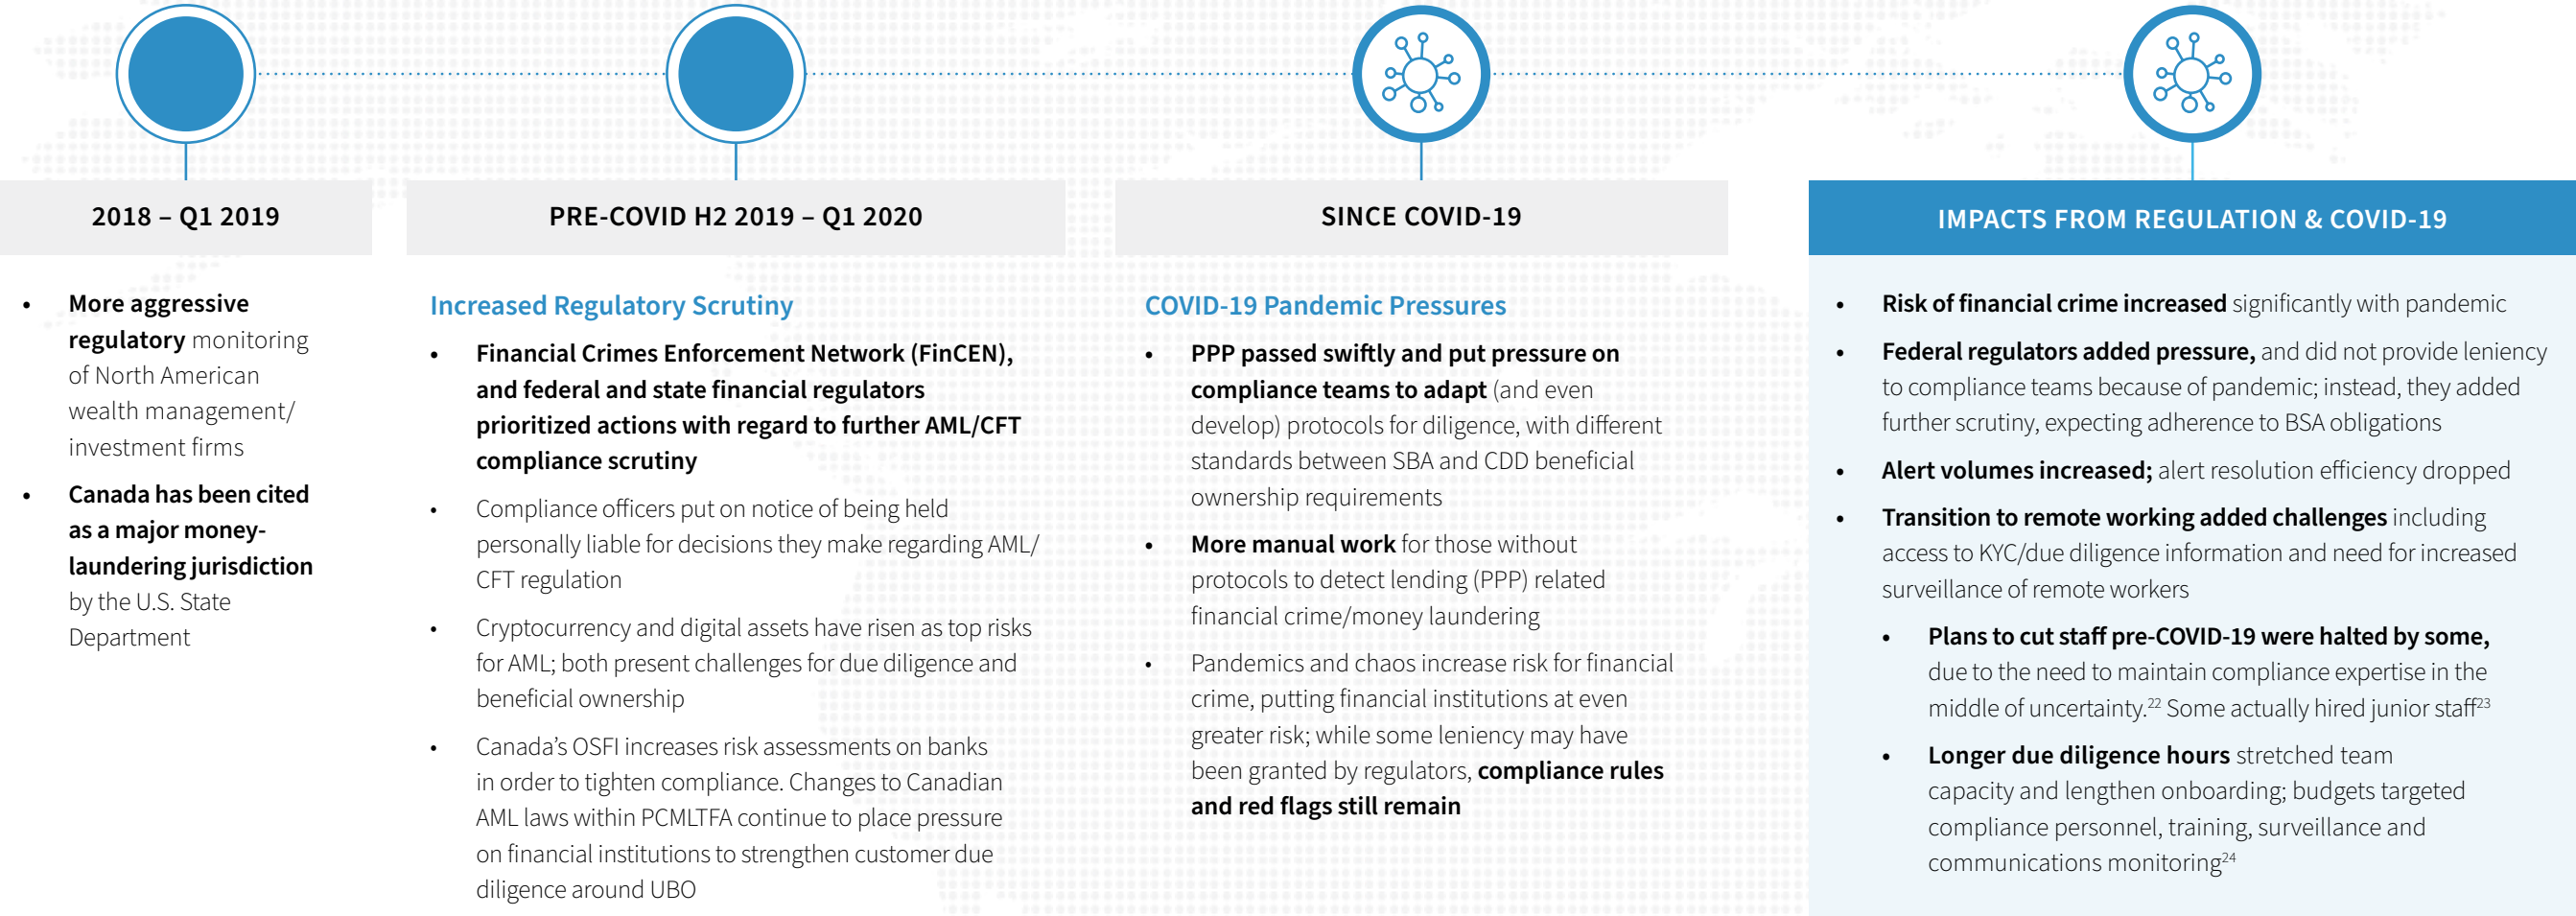 2018 – Q1 2019
• More aggressive
regulatory monitoring
of North American
wealth management/
investment firms
• Canada has been cited
as a major money-
laundering jurisdiction
by the U.S. State
Department
PRE-COVID H2 2019 – Q1 2020
Increased Regulatory Scrutiny
• Financial Crimes Enforcement Network (FinCEN),
and federal and state financial regulators
prioritized actions with regard to further AML/CFT
compliance scrutiny
• Compliance officers put on notice of being held
personally liable for decisions they make regarding AML/
CFT regulation
• Cryptocurrency and digital assets have risen as top risks
for AML; both present challenges for due diligence and
beneficial ownership
• Canada’s OSFI increases risk assessments on banks
in order to tighten compliance. Changes to Canadian
AML laws within PCMLTFA continue to place pressure
on financial institutions to strengthen customer due
diligence around UBO
SINCE COVID-19
COVID-19 Pandemic Pressures
• PPP passed swiftly and put pressure on
compliance teams to adapt (and even
develop) protocols for diligence, with different
standards between SBA and CDD beneficial
ownership requirements
• More manual work for those without
protocols to detect lending (PPP) related
financial crime/money laundering
• Pandemics and chaos increase risk for financial
crime, putting financial institutions at even
greater risk; while some leniency may have
been granted by regulators, compliance rules
and red flags still remain
IMPACTS FROM REGULATION & COVID-19
• Risk of financial crime increased significantly with pandemic
• Federal regulators added pressure, and did not provide leniency
to compliance teams because of pandemic; instead, they added
further scrutiny, expecting adherence to BSA obligations
• Alert volumes increased; alert resolution efficiency dropped
• Transition to remote working added challenges including
access to KYC/due diligence information and need for increased
surveillance of remote workers
• Plans to cut staff pre-COVID-19 were halted by some,
due to the need to maintain compliance expertise in the
middle of uncertainty.22 Some actually hired junior staff23
• Longer due diligence hours stretched team
capacity and lengthen onboarding; budgets targeted
compliance personnel, training, surveillance and
communications monitoring24